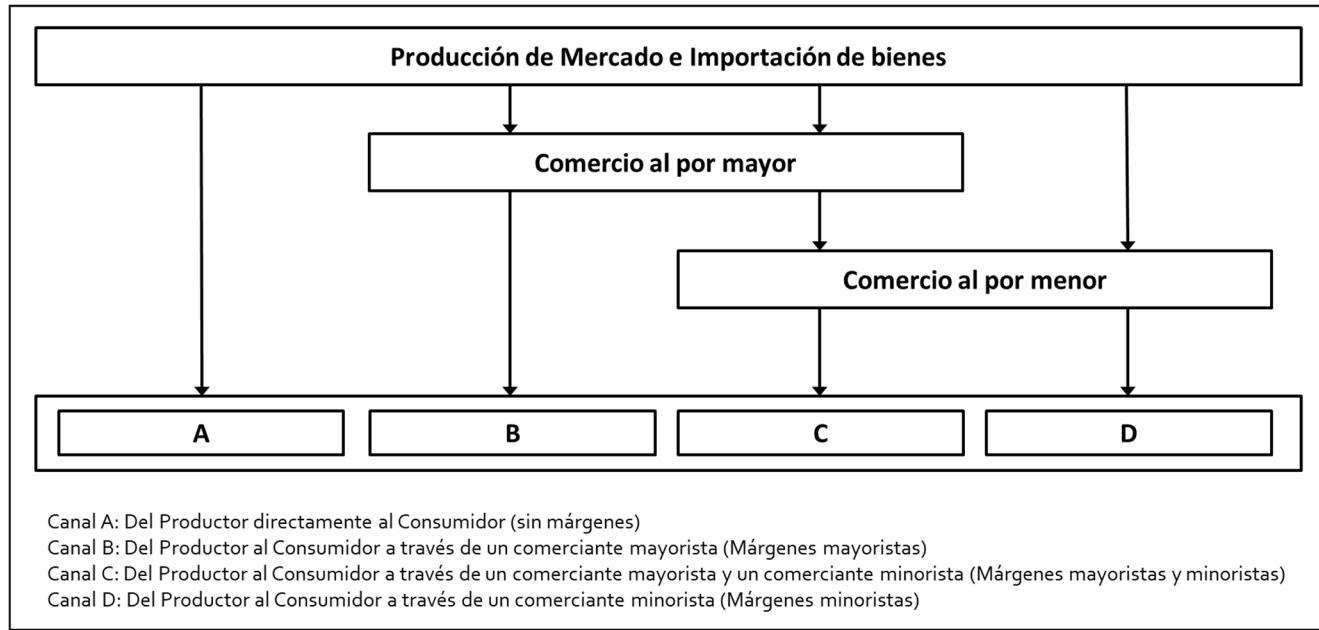 Producción de Mercado e Importación de bienes
Comercio al por mayor
Comercio al por menor
A
B
C
D
Canal A: Del Productor directamente al Consumidor (sin márgenes)
Canal B: Del Productor al Consumidor a través de un comerciante mayorista (Márgenes mayoristas)
Canal C: Del Productor al Consumidor a través de un comerciante mayorista y un comerciante minorista (Márgenes mayoristas y minoristas)
Canal D: Del Productor al Consumidor a través de un comerciante minorista (Márgenes minoristas)